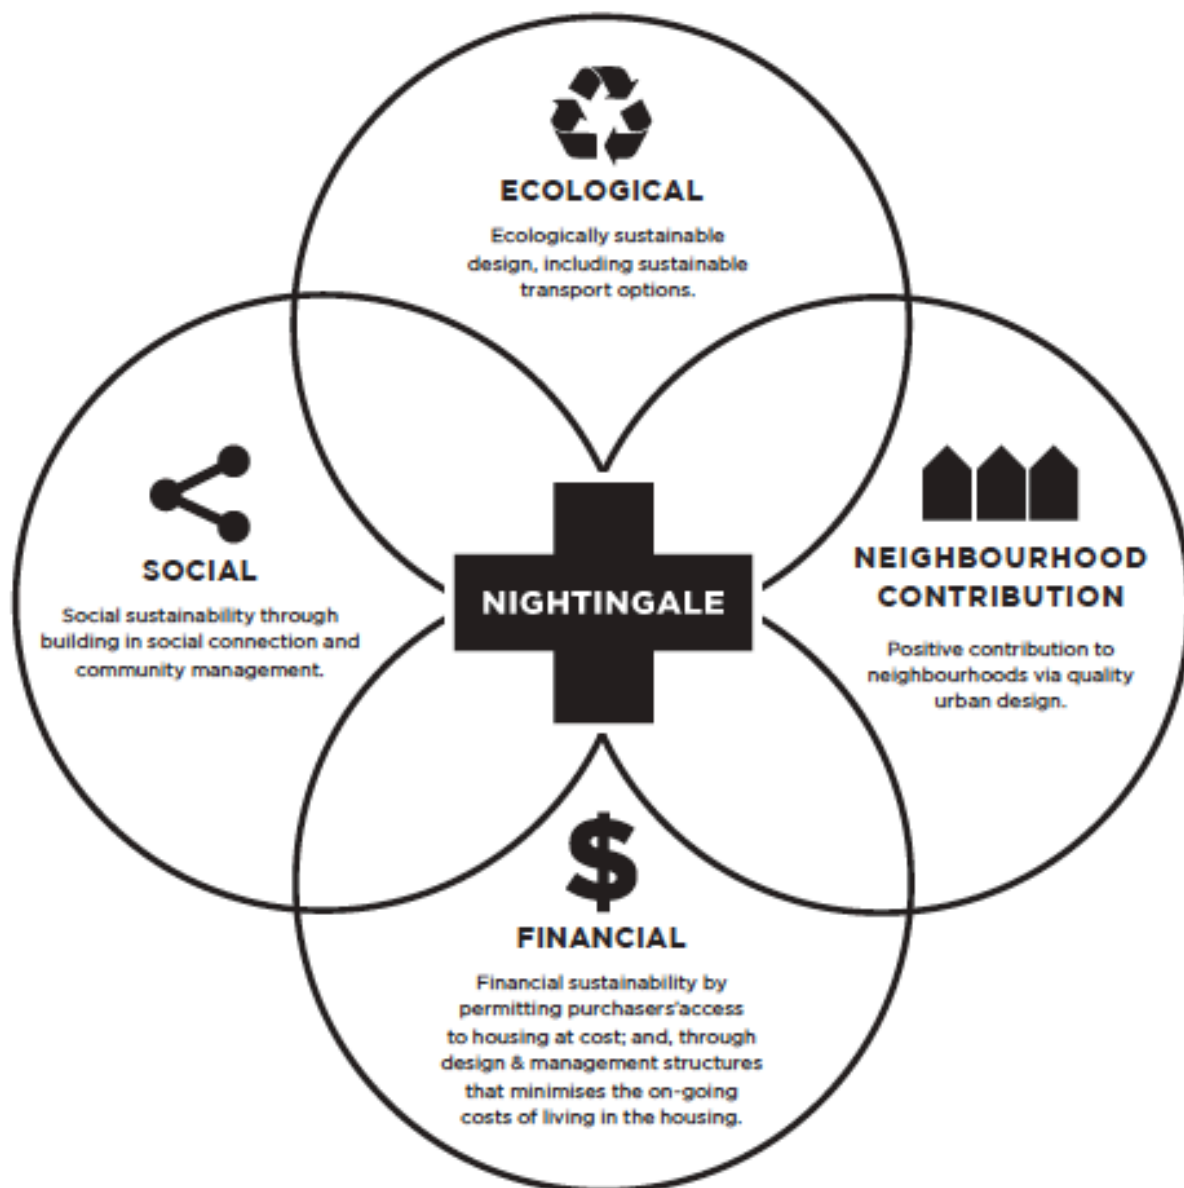 ECOLOGICAL
Ecologically sustainable
design, including sustainable
transport options.
SOCIAL
Social sustainability through
building in social connection and
community management.
NIGHTINGALE
NEIGHBOURHOOD
CONTRIBUTION
Positive contribution to
neighbourhoods via quality
urban design.
$
FINANCIAL
Financial sustainability by
permitting purchasers'access
to housing at cost; and, through
design & management structures
that minimises the on-going
costs of living in the housing.